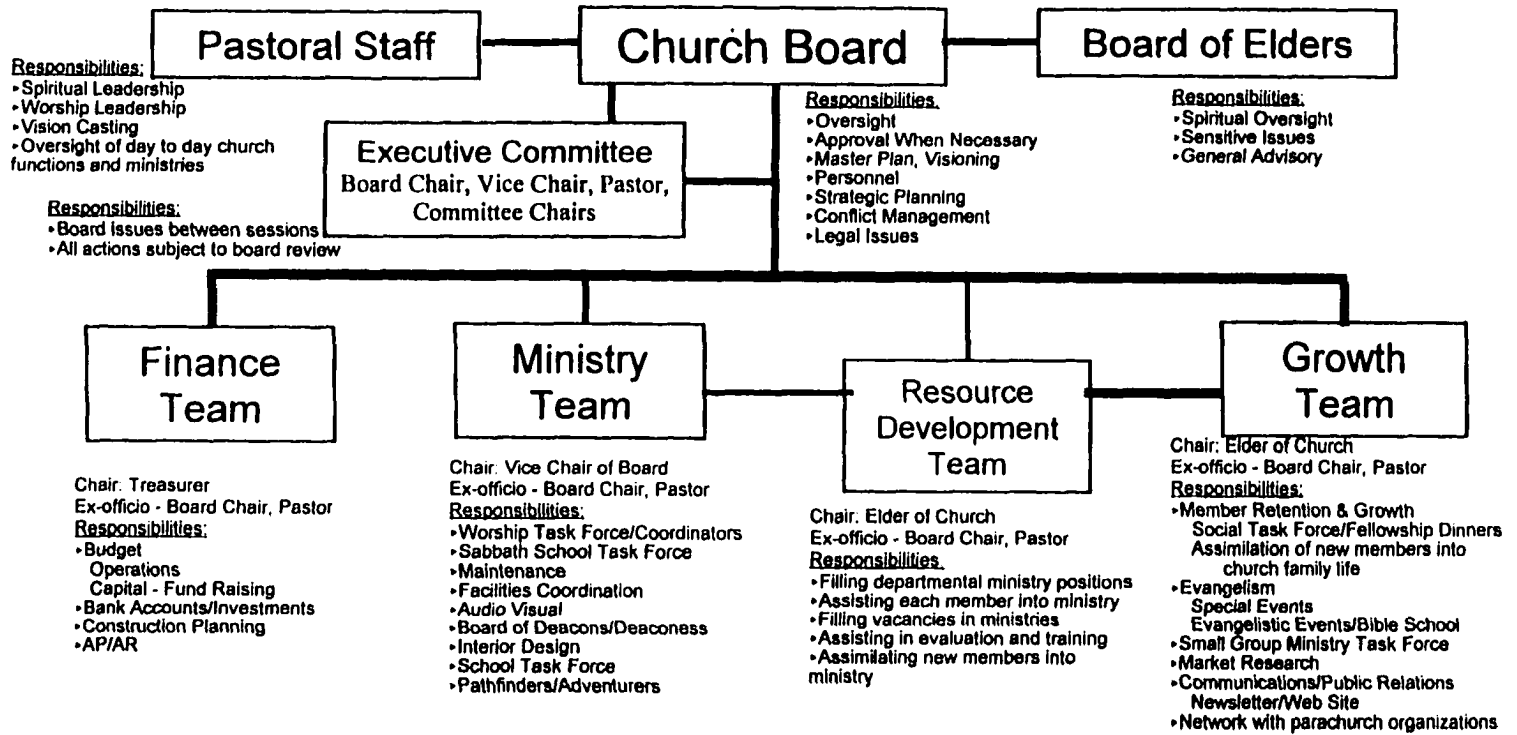 Pastoral Staff
Responsibilities:
▸Spiritual Leadership
▸Worship Leadership
▸Vision Casting
▸Oversight of day to day church
functions and ministries
Church Board
Responsibilities.
▸Oversight
▸Approval When Necessary
▸Master Plan, Visioning
▸Personnel
▸Strategic Planning
▸Conflict Management
▸Legal Issues
Board of Elders
Responsibilities:
▸Spiritual Oversight
▸Sensitive Issues
▸General Advisory
Executive Committee
Board Chair, Vice Chair, Pastor,
Committee Chairs
Responsibilities:
▸Board issues between sessions
▸All actions subject to board review
Finance
Team
Chair: Treasurer
Ex-officio - Board Chair, Pastor
Responsibilities:
▸Budget
Operations
Capital - Fund Raising
▸Bank Accounts/Investments
▸Construction Planning
▸AP/AR
Ministry
Team
Chair: Vice Chair of Board
Ex-officio - Board Chair, Pastor
Responsibilities:
▸Worship Task Force/Coordinators
▸Sabbath School Task Force
▸Maintenance
▸Facilities Coordination
▸Audio Visual
▸Board of Deacons/Deaconess
▸Interior Design
▸School Task Force
▸Pathfinders/Adventurers
Resource
Development
Team
Chair: Elder of Church
Ex-officio - Board Chair, Pastor
Responsibilities
▸Filling departmental ministry positions
▸Assisting each member into ministry
▸Filling vacancies in ministries
▸Assisting in evaluation and training
▸Assimilating new members into
ministry
Growth
Team
Chair: Elder of Church
Ex-officio - Board Chair, Pastor
Responsibilities:
▸Member Retention & Growth
Social Task Force/Fellowship Dinners
Assimilation of new members into
church family life
▸Evangelism
Special Events
Evangelistic Events/Bible School
▸Small Group Ministry Task Force
▸Market Research
▸Communications/Public Relations
Newsletter/Web Site
▸Network with parachurch organizations